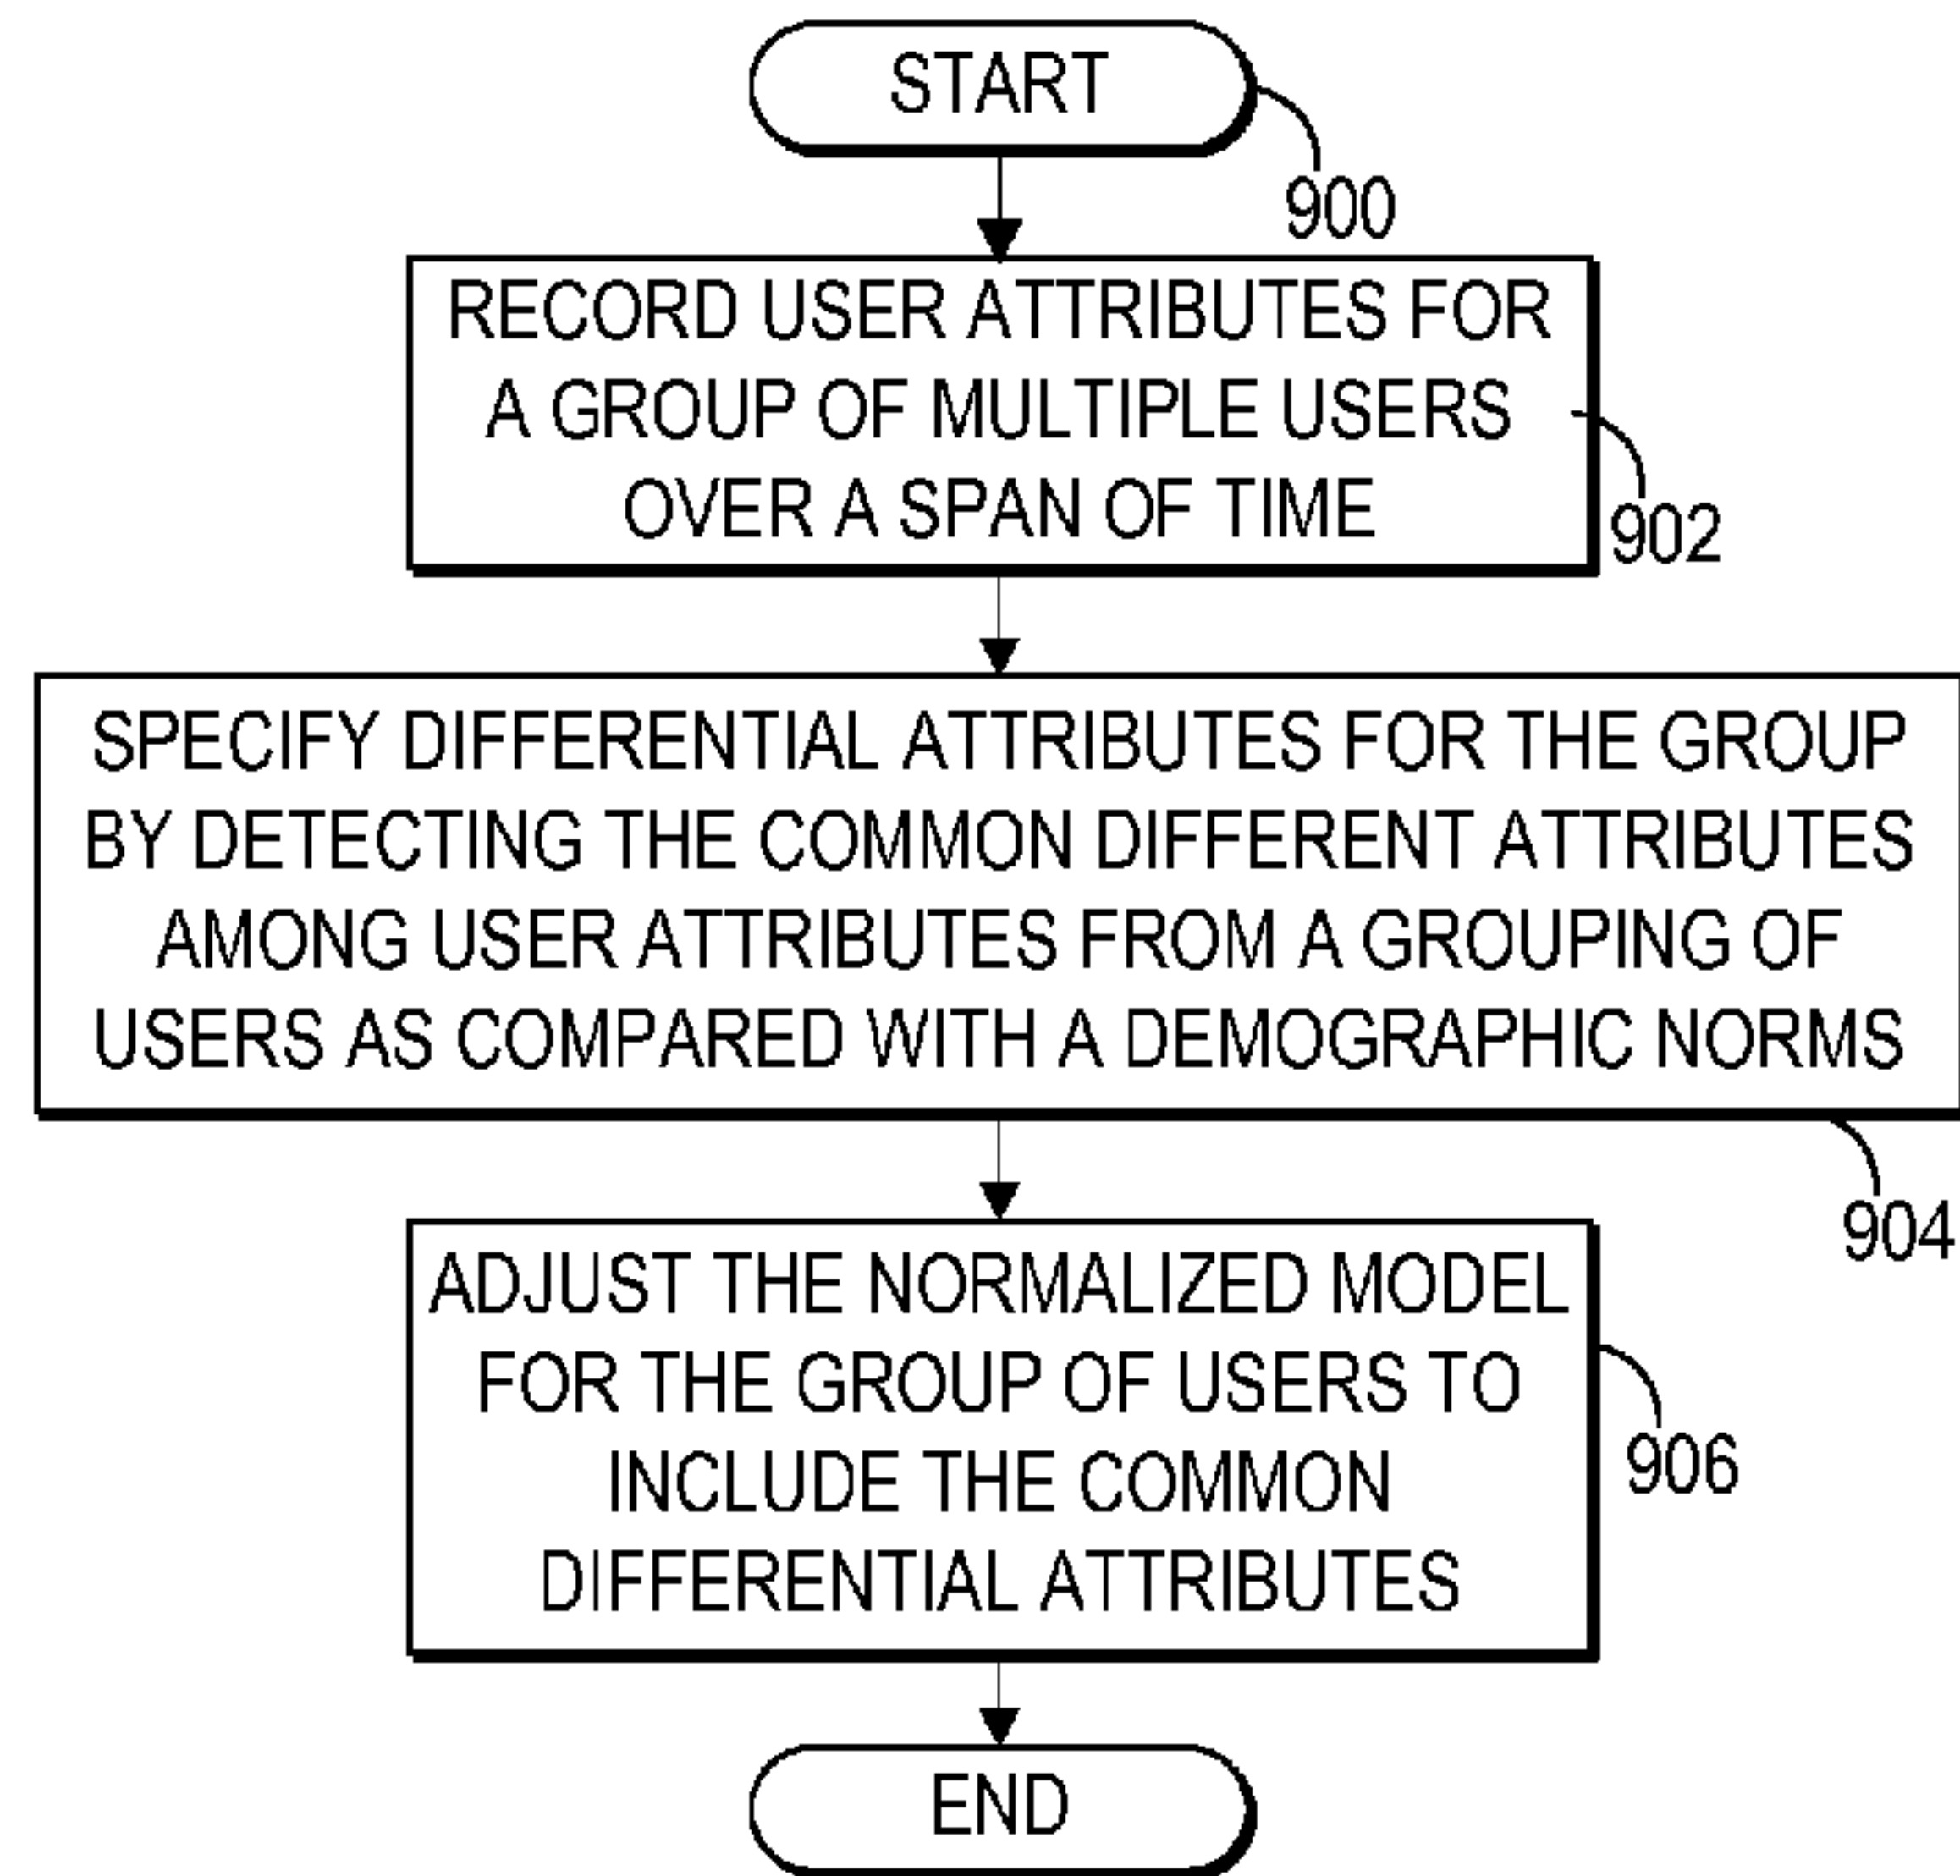 START
900
RECORD USER ATTRIBUTES FOR
A GROUP OF MULTIPLE USERS
OVER A SPAN OF TIME
902
SPECIFY DIFFERENTIAL ATTRIBUTES FOR THE GROUP
BY DETECTING THE COMMON DIFFERENT ATTRIBUTES
AMONG USER ATTRIBUTES FROM A GROUPING OF
USERS AS COMPARED WITH A DEMOGRAPHIC NORMS
904
ADJUST THE NORMALIZED MODEL
FOR THE GROUP OF USERS TO
INCLUDE THE COMMON
DIFFERENTIAL ATTRIBUTES
906
END